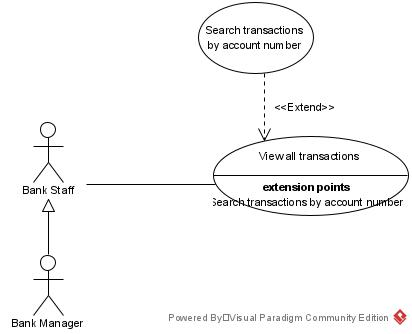 Search transactions
by account number
<<Extend>>
View all transactions
extension points
Search transactions by account number
Bank Staff
Bank Manager
Powered By Visual Paradigm Community Edition